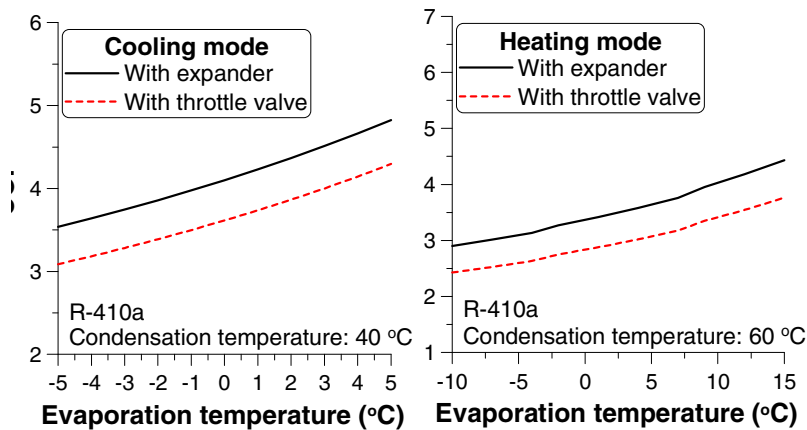 Cooling mode
With expander
With throttle valve
6
5
4
3
2
R-410a
Condensation temperature: 40 °C
-5 -4 -3 -2 -1 0 1 2 3 4 5
Evaporation temperature (°C)
Heating mode
With expander
With throttle valve
7
6
5
4
3
2
1
R-410a
Condensation temperature: 60 °C
-10 -5 0 5 10 15
Evaporation temperature (°C)